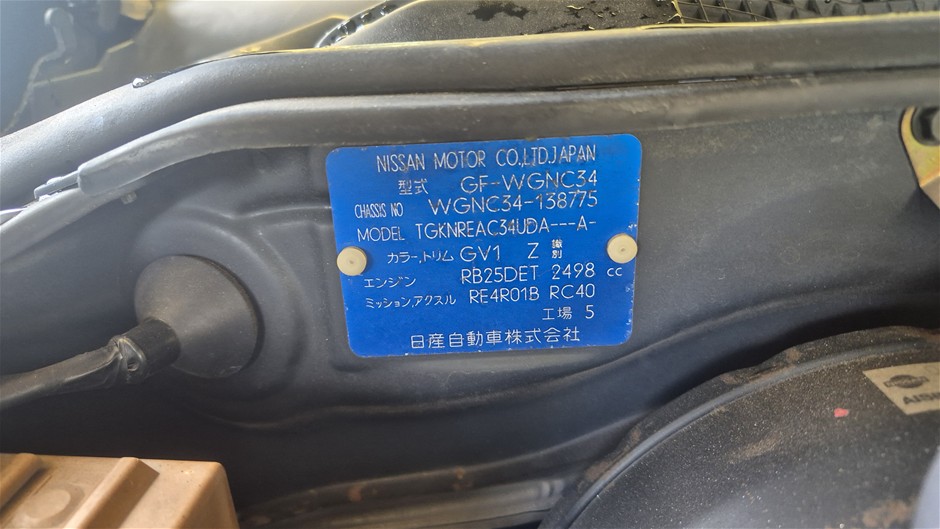 NISSAN MOTOR CO.,LTD.JAPAN
型式 GF-WGNC34
CHASSIS NO WGNC34-138775
MODEL TGKNREAC34UDA---A-
カラー,トリム GV1 Z 識別
エンジン RB25DET 2498 cc
ミッション,アクスル RE4R01B RC40
工場 5
日産自動車株式会社